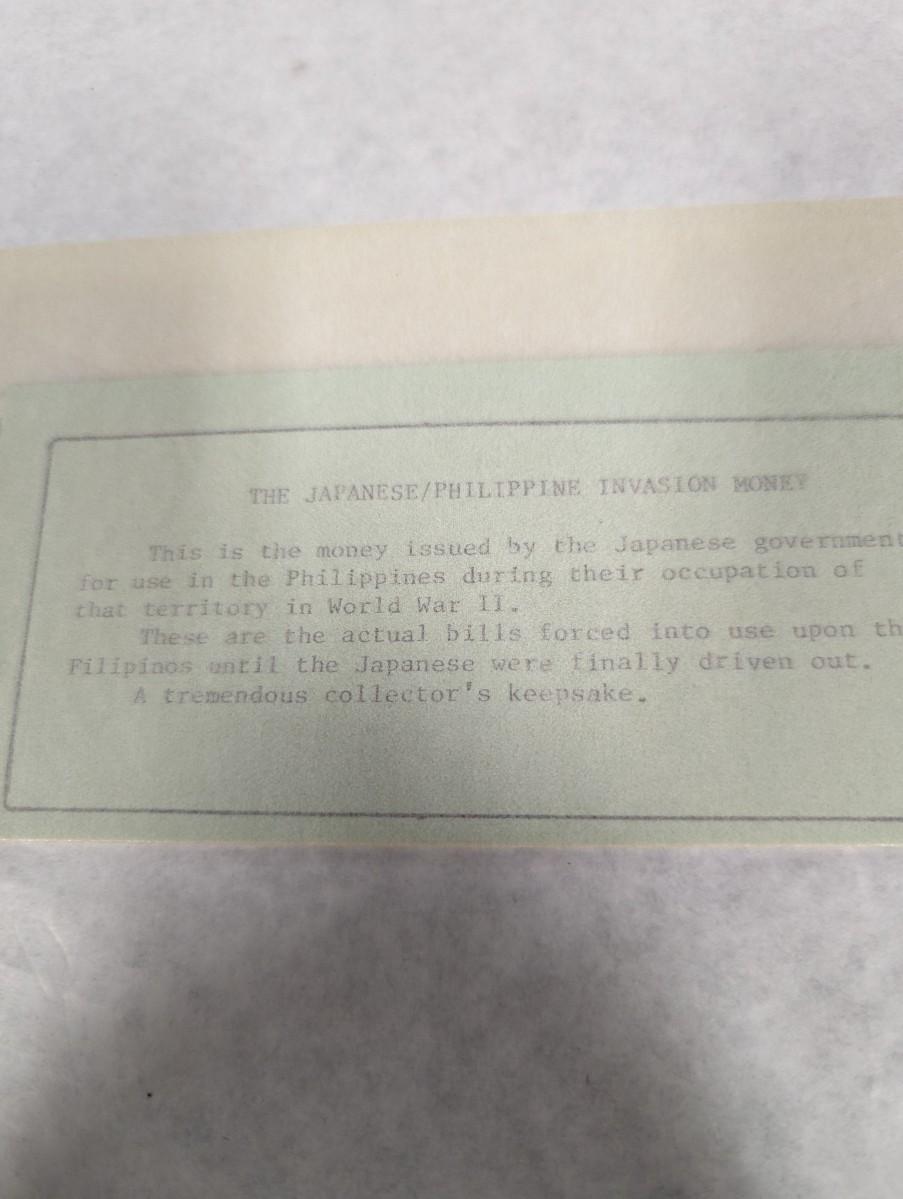 THE JAPANESE/PHILIPPINE INVASION MONEY
This is the money issued by the Japanese government
for use in the Philippines during their occupation of
that territory in World War II.
These are the actual bills forced into use upon th
Filipinos until the Japanese were finally driven out.
A tremendous collector's keepsake.